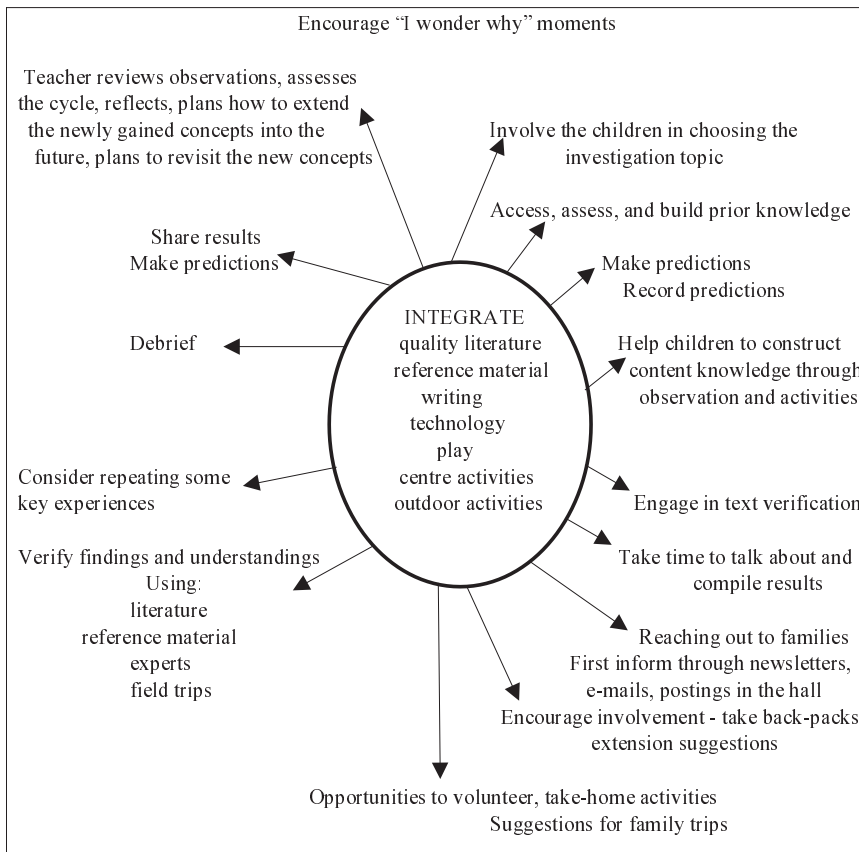 Encourage “I wonder why” moments
Teacher reviews observations, assesses
the cycle, reflects, plans how to extend
the newly gained concepts into the
future, plans to revisit the new concepts
Involve the children in choosing the
investigation topic
Access, assess, and build prior knowledge
Make predictions
Record predictions
Help children to construct
content knowledge through
observation and activities
Engage in text verification
Take time to talk about and
compile results
Reaching out to families
First inform through newsletters,
e-mails, postings in the hall
Encourage involvement - take back-packs
extension suggestions
Opportunities to volunteer, take-home activities
Suggestions for family trips
Verify findings and understandings
Using:
literature
reference material
experts
field trips
Consider repeating some
key experiences
Debrief
Share results
Make predictions
INTEGRATE
quality literature
reference material
writing
technology
play
centre activities
outdoor activities